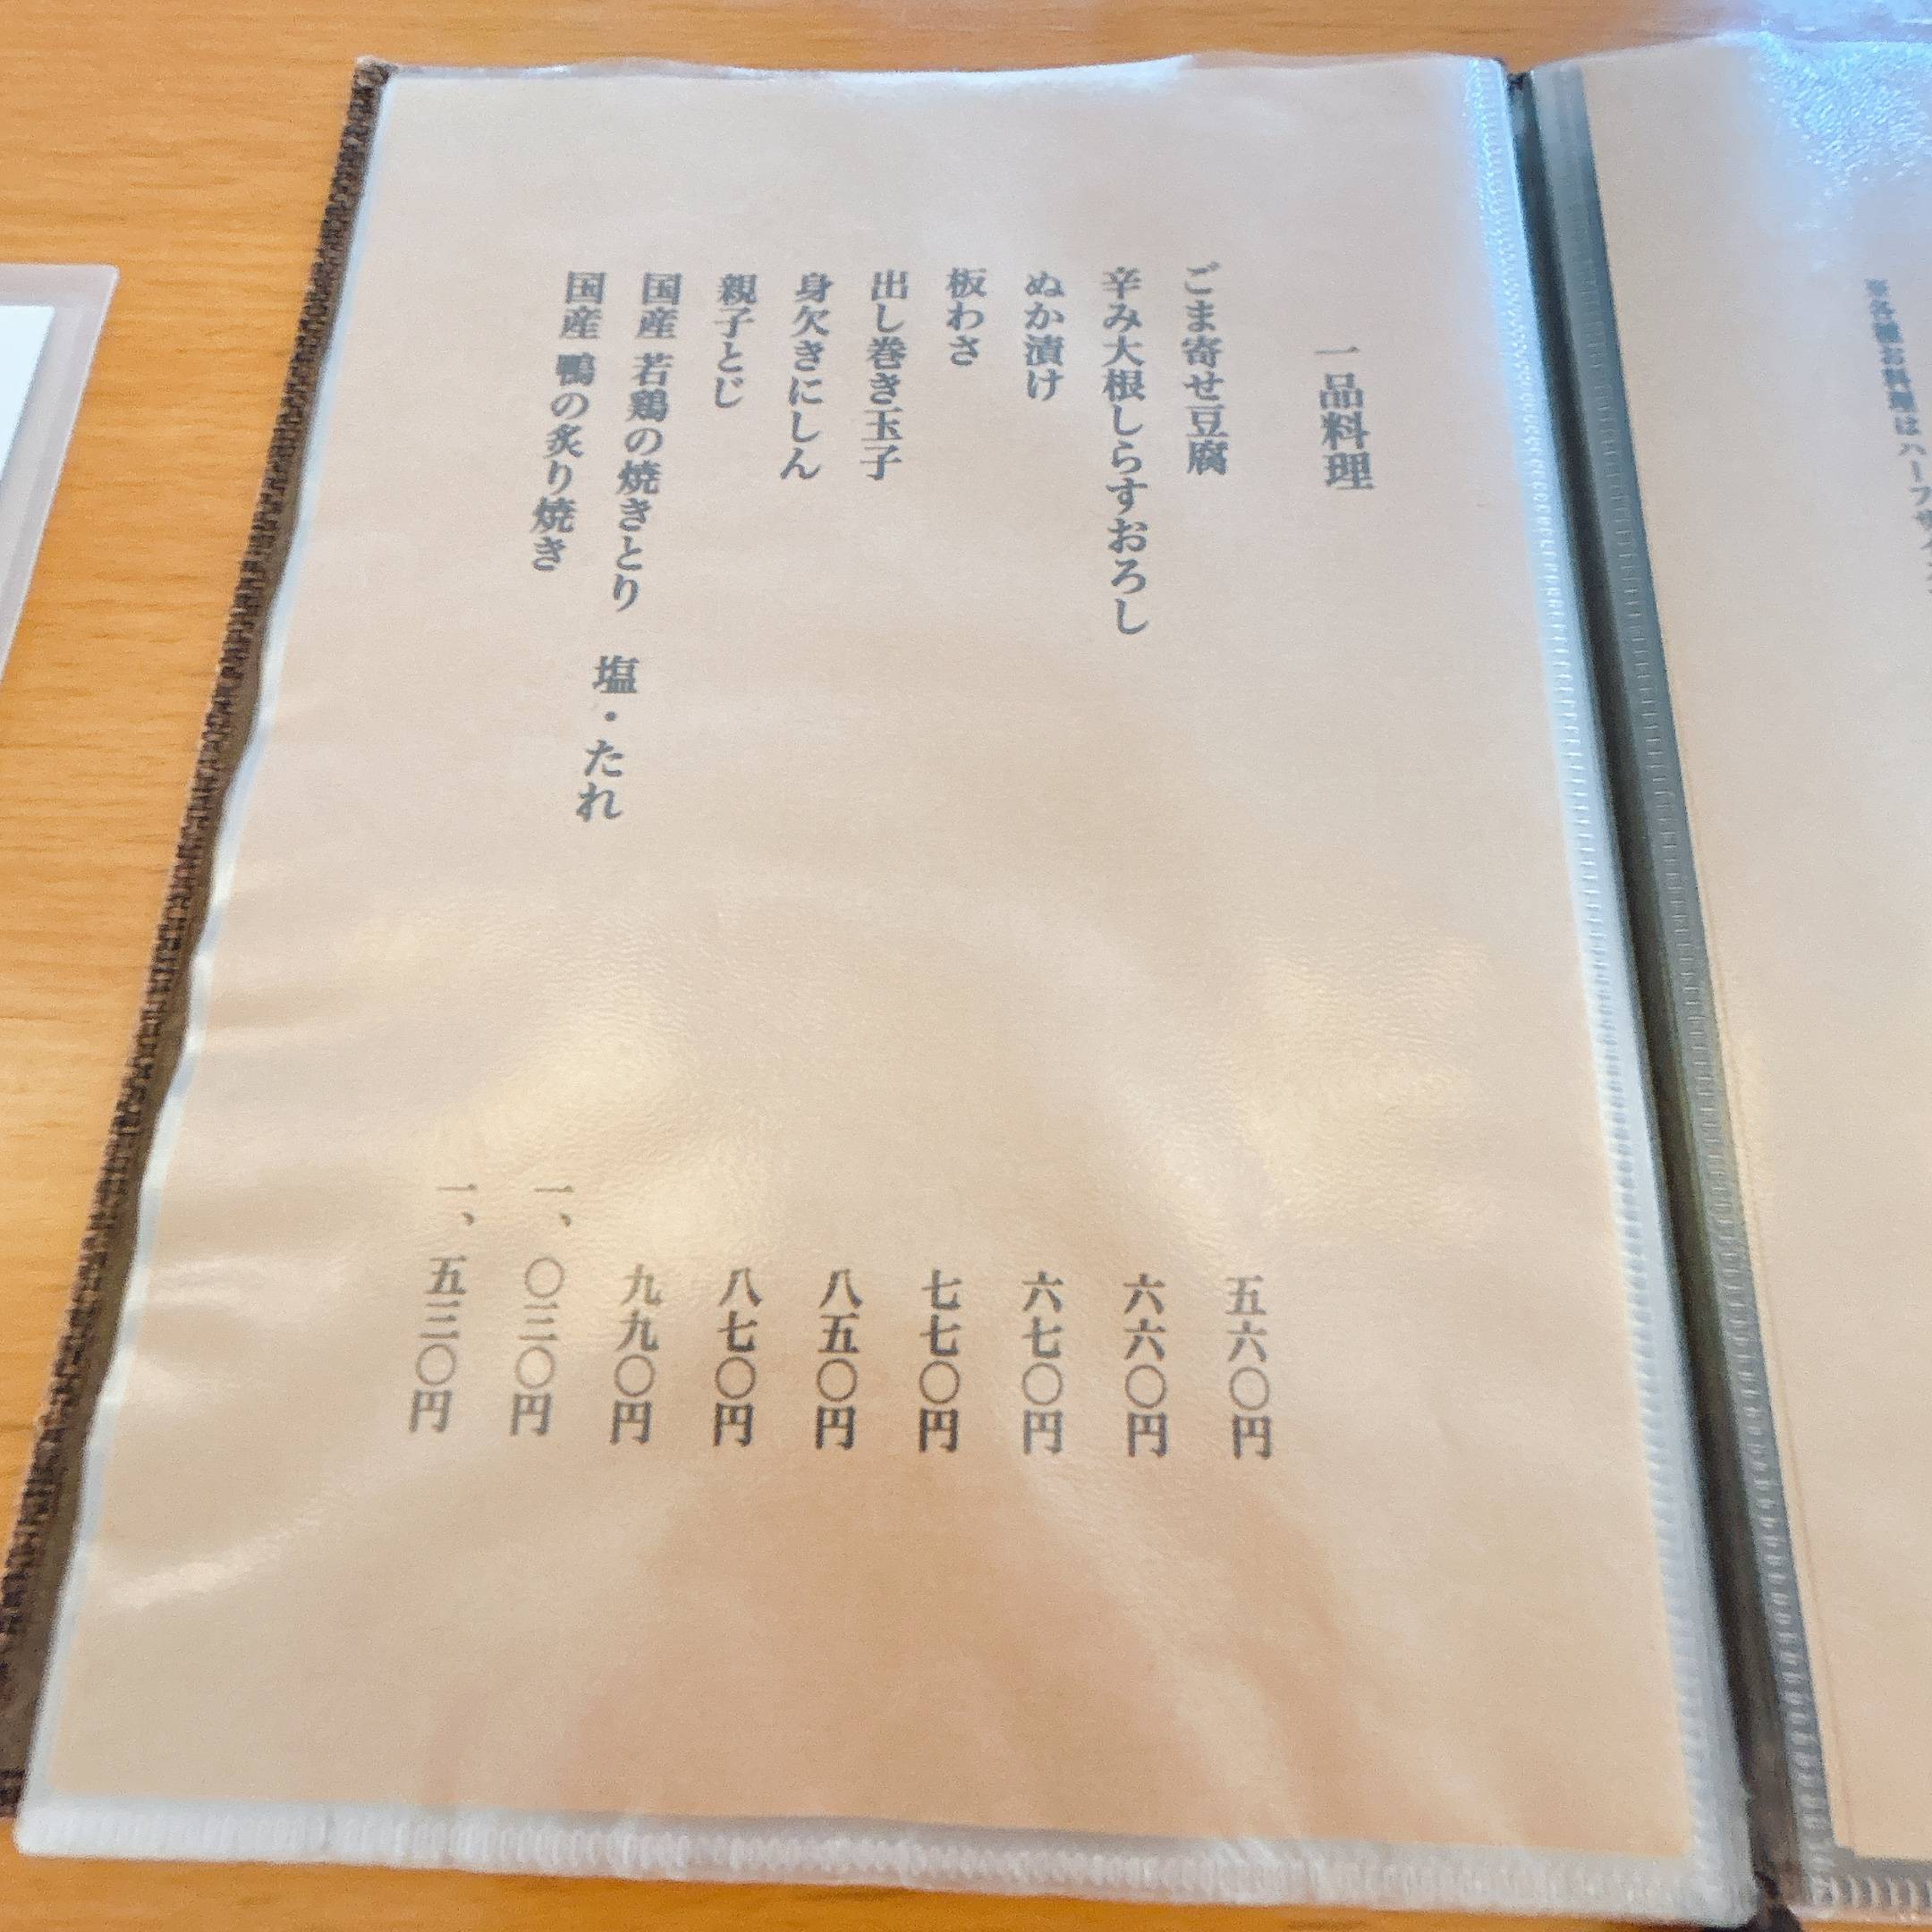 一品料理
ごま寄せ豆腐 五六〇円
辛み大根しらすおろし 六六〇円
ぬか漬け 六七〇円
板わさ 七七〇円
出し巻き玉子 八五〇円
身欠きにしん 八七〇円
親子とじ 九九〇円
国産 若鶏の焼きとり 塩・たれ 一、〇三〇円
国産 鴨の炙り焼き 一、五三〇円